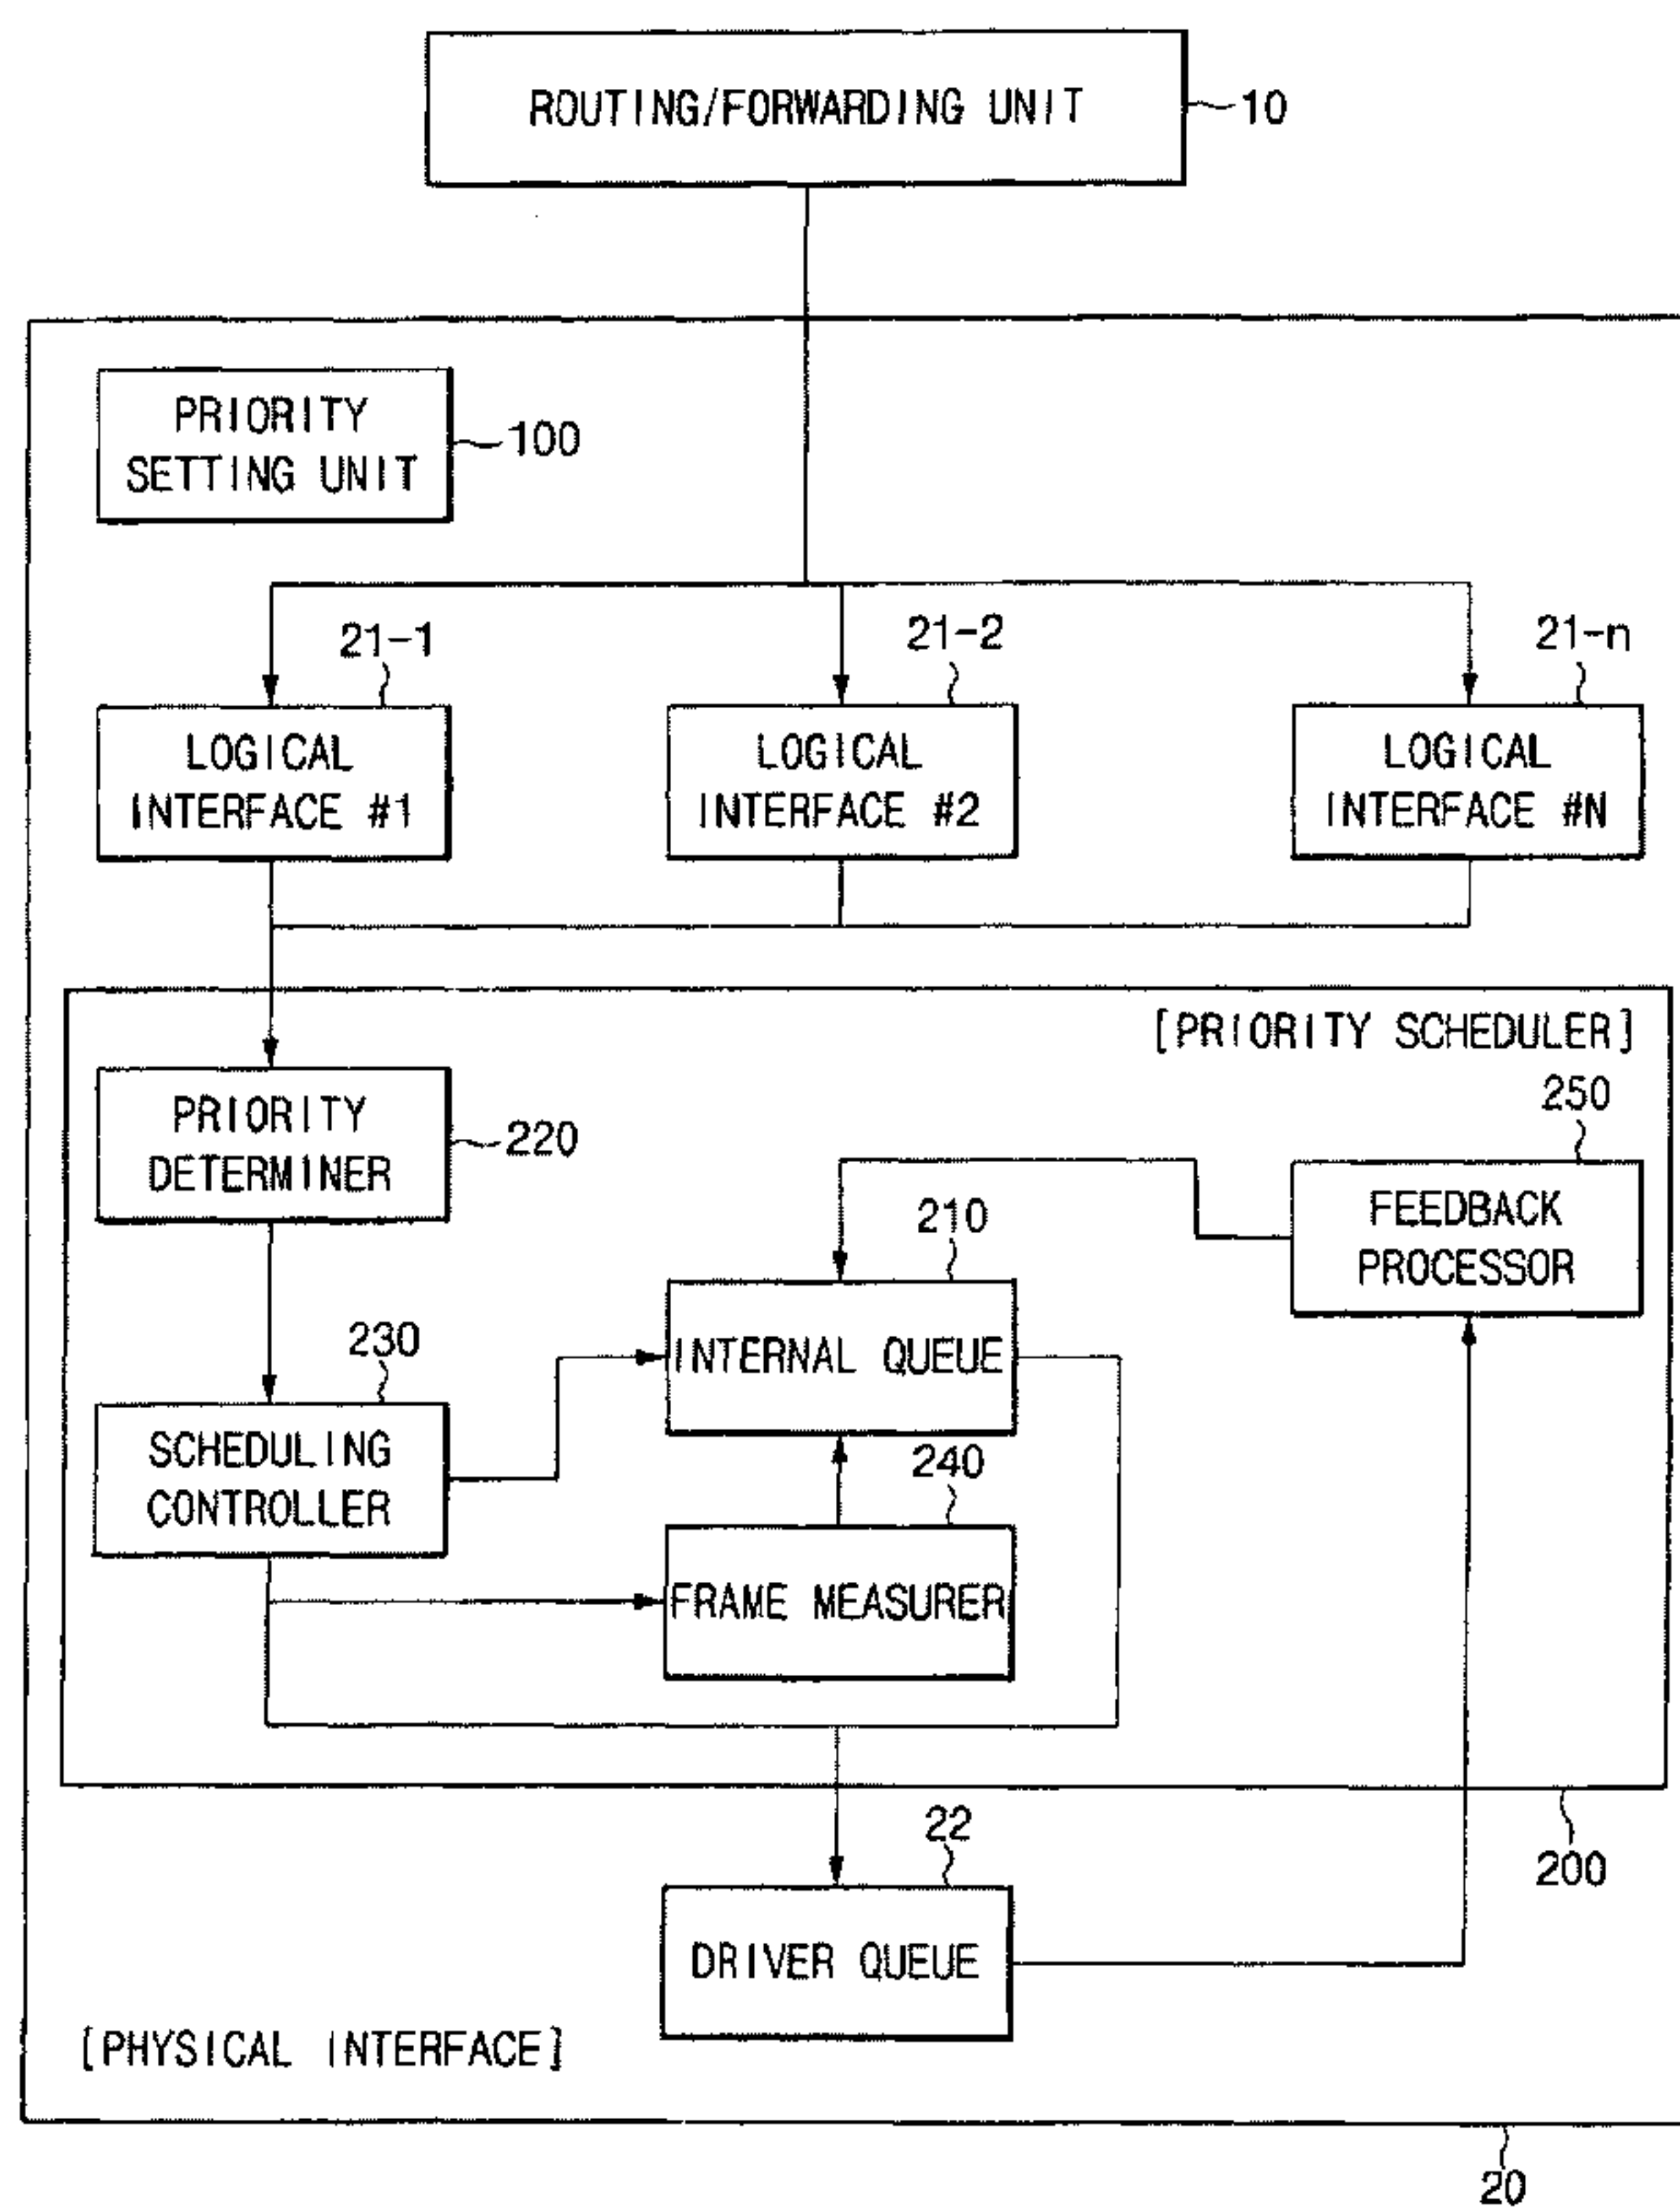 ROUTING/FORWARDING UNIT
10
PRIORITY
SETTING UNIT
100
21-1
21-2
21-n
LOGICAL
INTERFACE #1
LOGICAL
INTERFACE #2
LOGICAL
INTERFACE #N
[PRIORITY SCHEDULER]
PRIORITY
DETERMINER
220
250
FEEDBACK
PROCESSOR
210
INTERNAL QUEUE
230
SCHEDULING
CONTROLLER
240
FRAME MEASURER
22
200
DRIVER QUEUE
[PHYSICAL INTERFACE]
20